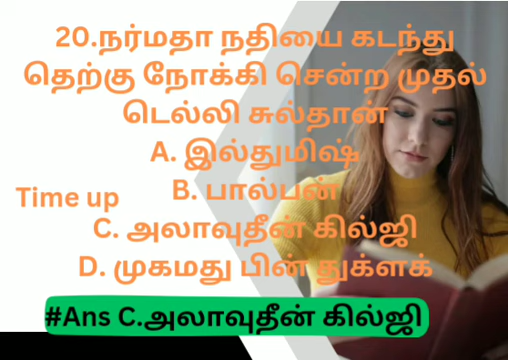 20.நர்மதா நதியை கடந்து
தெற்கு நோக்கி சென்ற முதல்
டெல்லி சுல்தான்
A. இல்துமிஷ்
Time up
B. பால்பன்
C. அலாவுதீன் கில்ஜி
D. முகமது பின் துக்ளக்
#Ans C.அலாவுதீன் கில்ஜி